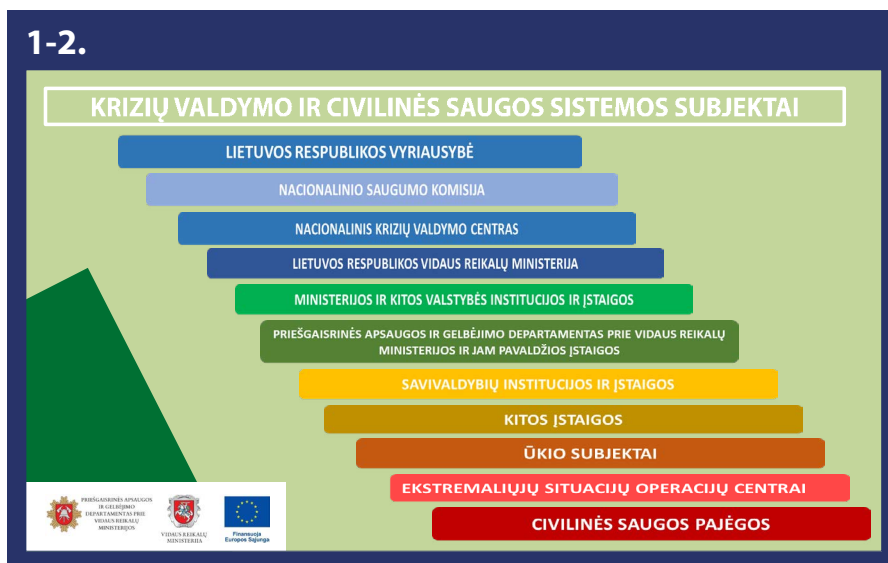 1-2.
KRIZIŲ VALDYMO IR CIVILINĖS SAUGOS SISTEMOS SUBJEKTAI
LIETUVOS RESPUBLIKOS VYRIAUSYBĖ
NACIONALINIO SAUGUMO KOMISIJA
NACIONALINIS KRIZIŲ VALDYMO CENTRAS
LIETUVOS RESPUBLIKOS VIDAUS REIKALŲ MINISTERIJA
MINISTERIJOS IR KITOS VALSTYBĖS INSTITUCIJOS IR ĮSTAIGOS
PRIEŠGAISRINĖS APSAUGOS IR GELBĖJIMO DEPARTAMENTAS PRIE VIDAUS REIKALŲ
MINISTERIJOS IR JAM PAVALDŽIOS ĮSTAIGOS
SAVIVALDYBIŲ INSTITUCIJOS IR ĮSTAIGOS
KITOS ĮSTAIGOS
ŪKIO SUBJEKTAI
EKSTREMALIŲJŲ SITUACIJŲ OPERACIJŲ CENTRAI
CIVILINĖS SAUGOS PAJĖGOS
PRIEŠGAISRINĖS APSAUGOS
IR GELBĖJIMO
DEPARTAMENTAS PRIE
VIDAUS REIKALŲ
MINISTERIJOS
VIDAUS REIKALŲ
MINISTERIJA
Finansuoja
Europos Sąjunga